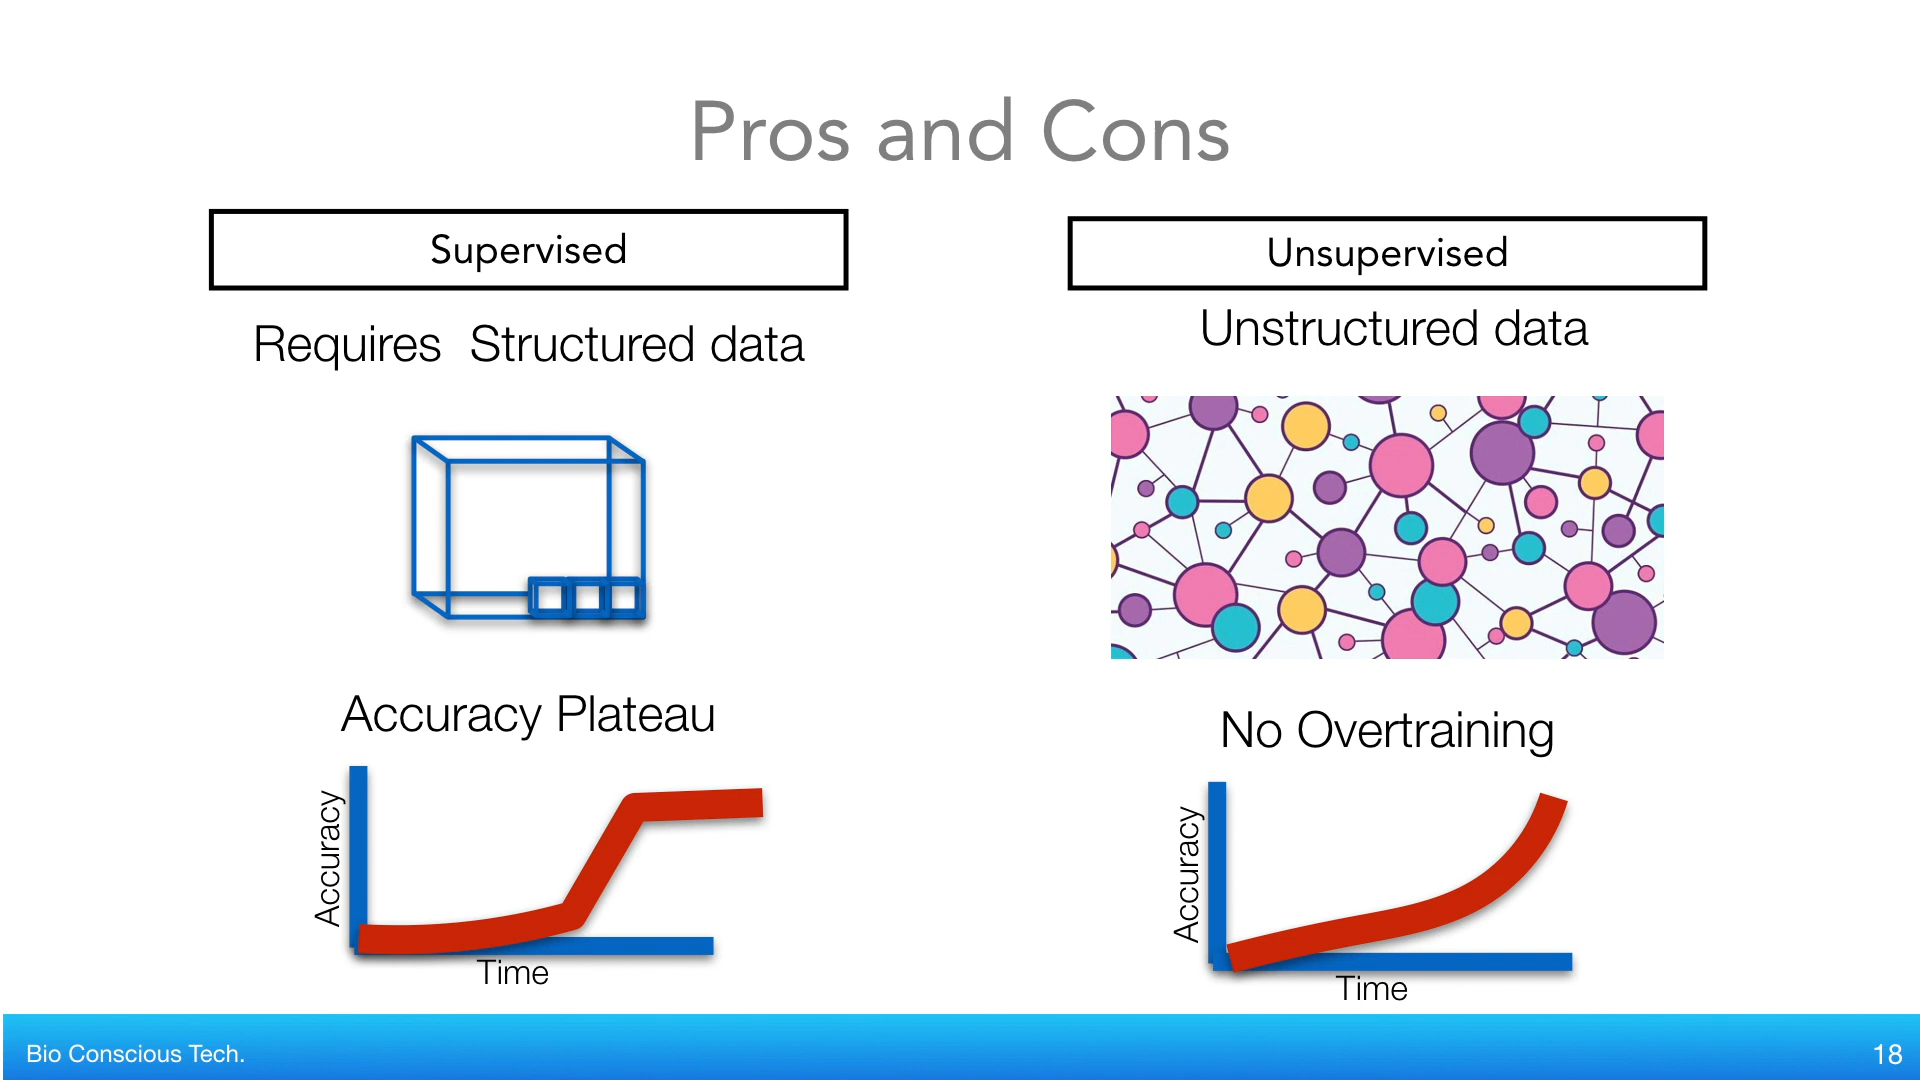 Pros and Cons
Supervised
Requires  Structured data
Accuracy Plateau
Accuracy
Time
Unsupervised
Unstructured data
No Overtraining
Accuracy
Time
Bio Conscious Tech.
18